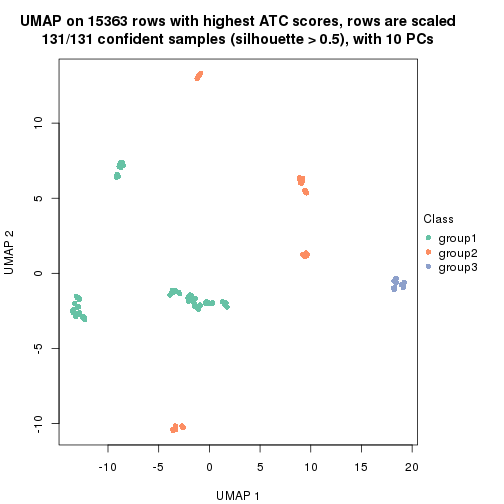 UMAP on 15363 rows with highest ATC scores, rows are scaled
131/131 confident samples (silhouette > 0.5), with 10 PCs
10
5
0
-5
-10
UMAP 2
-10
-5
0
5
10
15
20
UMAP 1
Class
group1
group2
group3